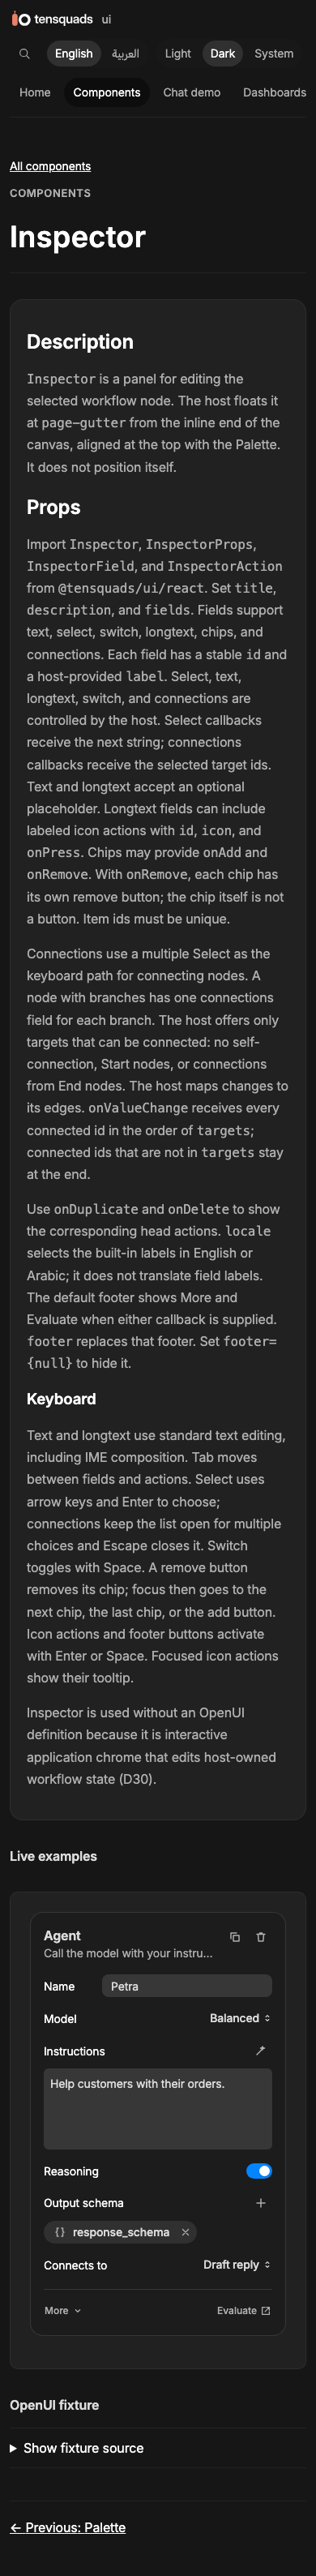 tensquads ui
English العربية Light Dark System
Home Components Chat demo Dashboards
All components
COMPONENTS
Inspector
Description
Inspector is a panel for editing the
selected workflow node. The host floats it
at page-gutter from the inline end of the
canvas, aligned at the top with the Palette.
It does not position itself.
Props
Import Inspector, InspectorProps,
InspectorField, and InspectorAction
from @tensquads/ui/react. Set title,
description, and fields. Fields support
text, select, switch, longtext, chips, and
connections. Each field has a stable id and
a host-provided label. Select, text,
longtext, switch, and connections are
controlled by the host. Select callbacks
receive the next string; connections
callbacks receive the selected target ids.
Text and longtext accept an optional
placeholder. Longtext fields can include
labeled icon actions with id, icon, and
onPress. Chips may provide onAdd and
onRemove. With onRemove, each chip has
its own remove button; the chip itself is not
a button. Item ids must be unique.
Connections use a multiple Select as the
keyboard path for connecting nodes. A
node with branches has one connections
field for each branch. The host offers only
targets that can be connected: no self-
connection, Start nodes, or connections
from End nodes. The host maps changes to
its edges. onValueChange receives every
connected id in the order of targets;
connected ids that are not in targets stay
at the end.
Use onDuplicate and onDelete to show
the corresponding head actions. locale
selects the built-in labels in English or
Arabic; it does not translate field labels.
The default footer shows More and
Evaluate when either callback is supplied.
footer replaces that footer. Set footer=
{null} to hide it.
Keyboard
Text and longtext use standard text editing,
including IME composition. Tab moves
between fields and actions. Select uses
arrow keys and Enter to choose;
connections keep the list open for multiple
choices and Escape closes it. Switch
toggles with Space. A remove button
removes its chip; focus then goes to the
next chip, the last chip, or the add button.
Icon actions and footer buttons activate
with Enter or Space. Focused icon actions
show their tooltip.
Inspector is used without an OpenUI
definition because it is interactive
application chrome that edits host-owned
workflow state (D30).
Live examples
Agent
Call the model with your instru...
Name Petra
Model Balanced
Instructions
Help customers with their orders.
Reasoning
Output schema
{} response_schema
Connects to Draft reply
More Evaluate
OpenUI fixture
▶ Show fixture source
← Previous: Palette